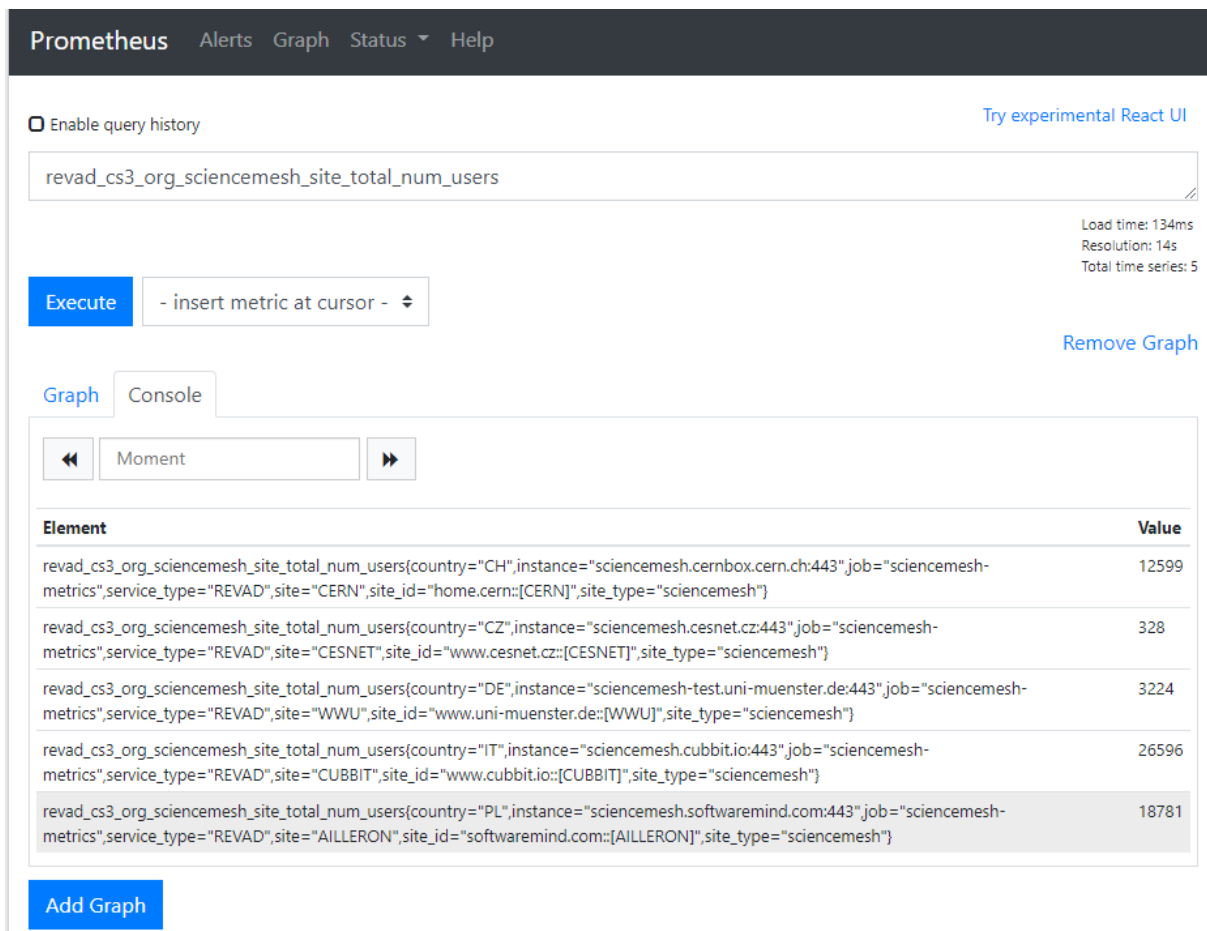 Prometheus Alerts Graph Status Help
Enable query history
Try experimental React UI
revad_cs3_org_sciencemesh_site_total_num_users
Load time: 134ms
Resolution: 14s
Total time series: 5
Execute - insert metric at cursor -
Remove Graph
Graph Console
Moment
Element Value
revad_cs3_org_sciencemesh_site_total_num_users{country="CH",instance="sciencemesh.cernbox.cern.ch:443",job="sciencemesh- 12599
metrics",service_type="REVAD",site="CERN",site_id="home.cern::[CERN]",site_type="sciencemesh"}
revad_cs3_org_sciencemesh_site_total_num_users{country="CZ",instance="sciencemesh.cesnet.cz:443",job="sciencemesh- 328
metrics",service_type="REVAD",site="CESNET",site_id="www.cesnet.cz::[CESNET]",site_type="sciencemesh"}
revad_cs3_org_sciencemesh_site_total_num_users{country="DE",instance="sciencemesh-test.uni-muenster.de:443",job="sciencemesh- 3224
metrics",service_type="REVAD",site="WWU",site_id="www.uni-muenster.de::[WWU]",site_type="sciencemesh"}
revad_cs3_org_sciencemesh_site_total_num_users{country="IT",instance="sciencemesh.cubbit.io:443",job="sciencemesh- 26596
metrics",service_type="REVAD",site="CUBBIT",site_id="www.cubbit.io::[CUBBIT]",site_type="sciencemesh"}
revad_cs3_org_sciencemesh_site_total_num_users{country="PL",instance="sciencemesh.softwaremind.com:443",job="sciencemesh- 18781
metrics",service_type="REVAD",site="AILLERON",site_id="softwaremind.com::[AILLERON]",site_type="sciencemesh"}
Add Graph